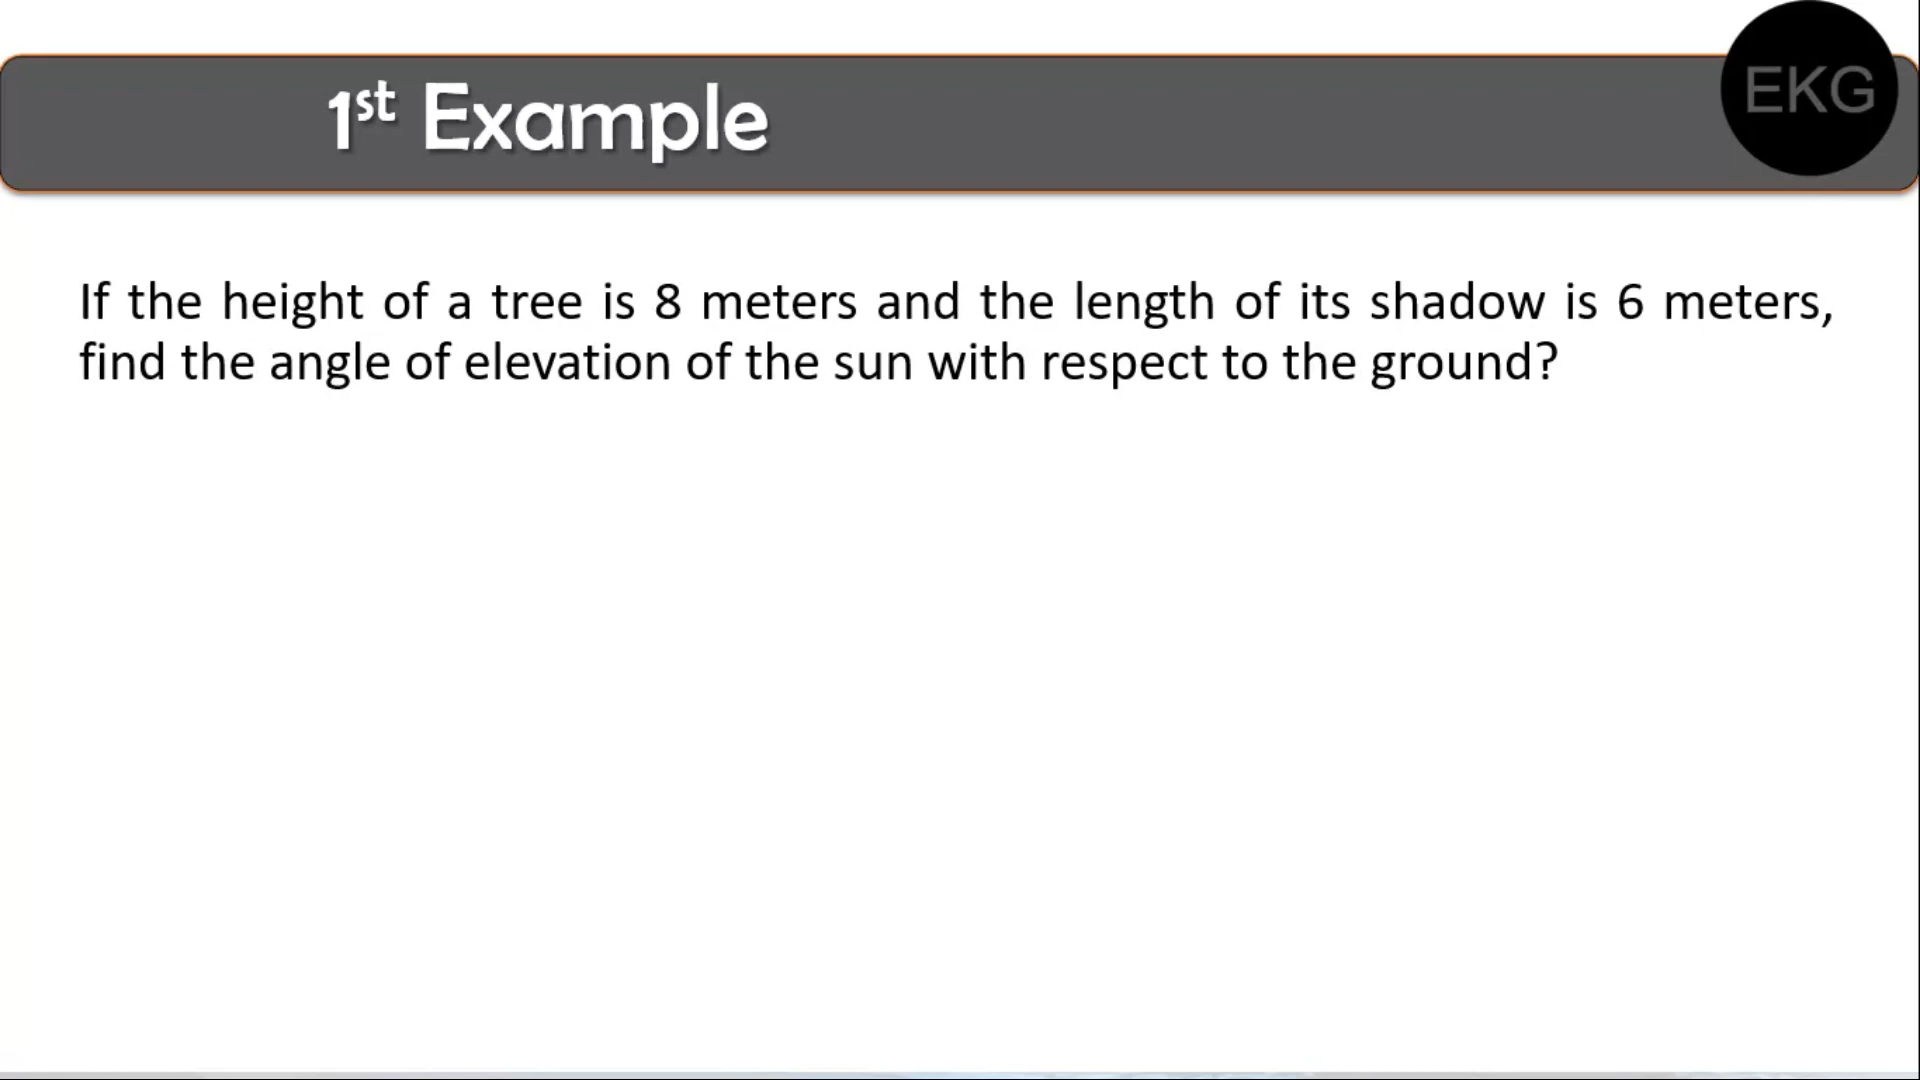 1st Example
EKG
If the height of a tree is 8 meters and the length of its shadow is 6 meters,
find the angle of elevation of the sun with respect to the ground?